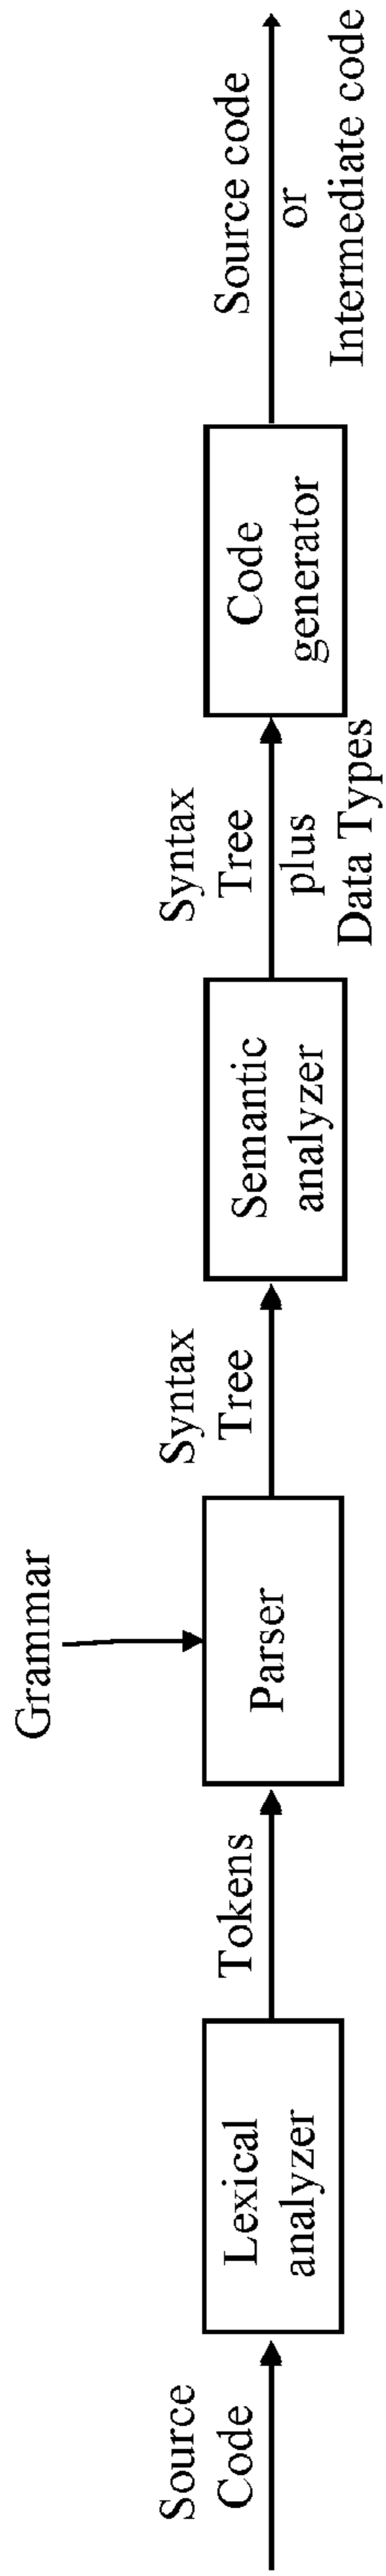 Source
Code
Lexical
analyzer
Tokens
Grammar
Parser
Syntax
Tree
Semantic
analyzer
Syntax
Tree
plus
Data Types
Code
generator
Source code
or
Intermediate code